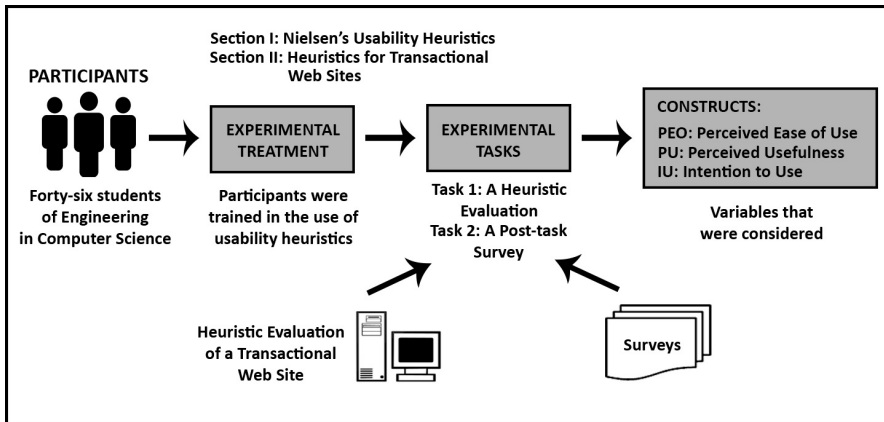 Section I: Nielsen's Usability Heuristics
Section II: Heuristics for Transactional
Web Sites
PARTICIPANTS
Forty-six students
of Engineering
in Computer Science
EXPERIMENTAL
TREATMENT
Participants were
trained in the use of
usability heuristics
EXPERIMENTAL
TASKS
Task 1: A Heuristic
Evaluation
Task 2: A Post-task
Survey
CONSTRUCTS:
PEO: Perceived Ease of Use
PU: Perceived Usefulness
IU: Intention to Use
Variables that
were considered
Heuristic Evaluation
of a Transactional
Web Site
Surveys